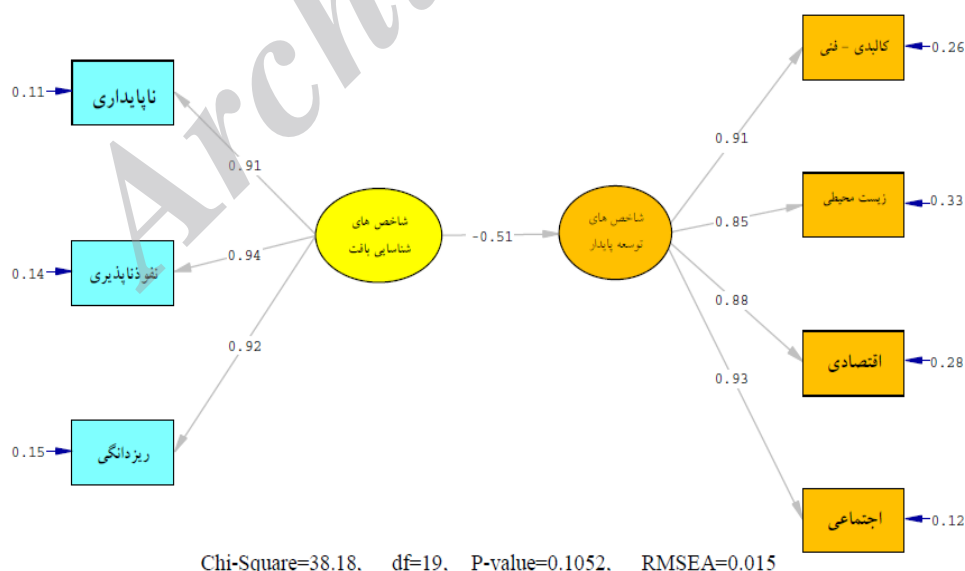 کالبدی - فنی
0.26
ناپایداری
0.11
0.91
0.91
زیست محیطی
0.33
شاخص های
شناسایی بافت
-0.51
شاخص های
توسعه پایدار
0.85
نفوذناپذیری
0.14
0.94
0.88
0.92
اقتصادی
0.28
0.93
ریزدانگی
0.15
اجتماعی
0.12
Chi-Square=38.18, df=19, P-value=0.1052, RMSEA=0.015